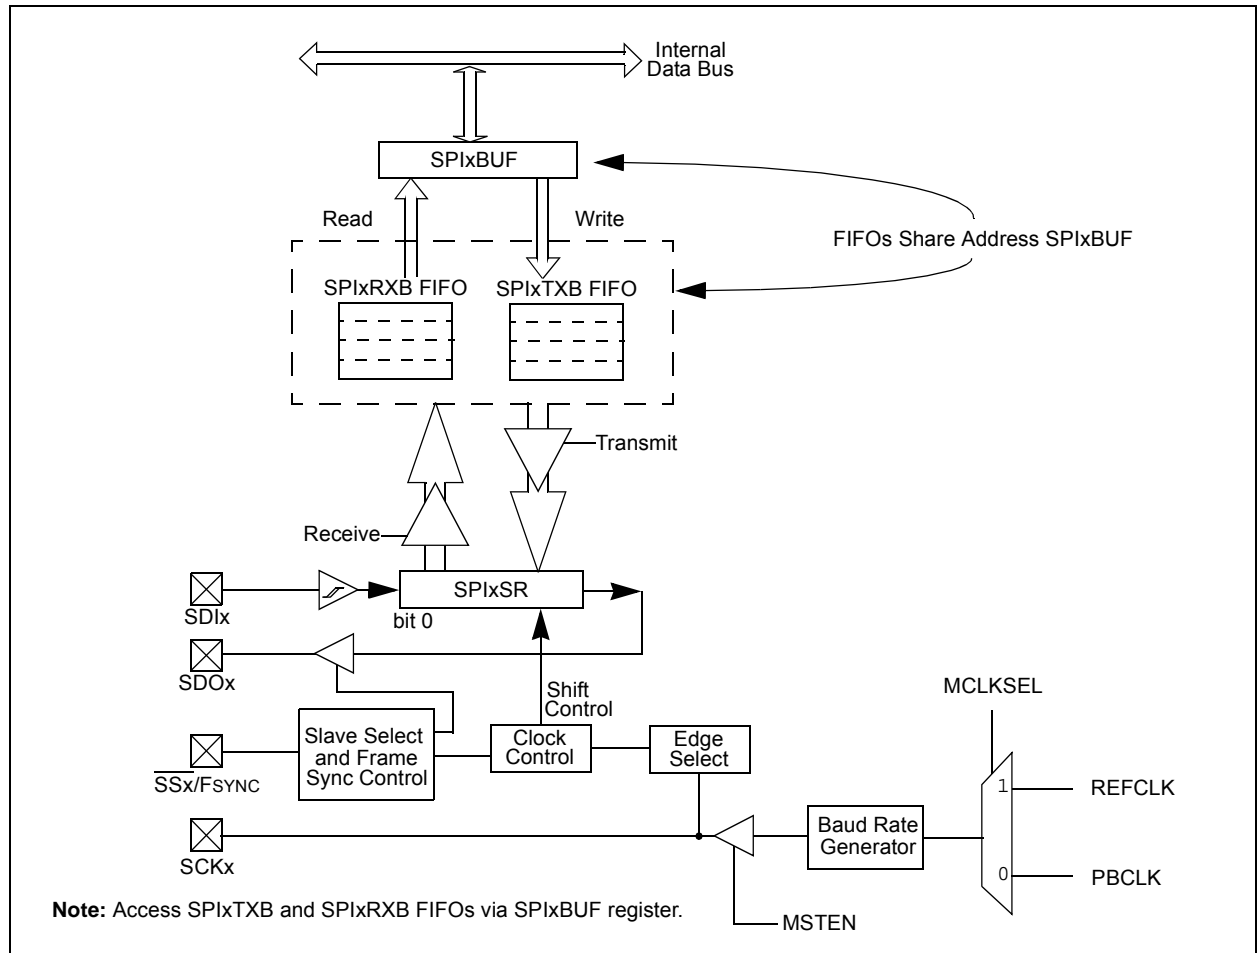 Internal
Data Bus
SPIxBUF
Read
Write
FIFOs Share Address SPIxBUF
SPIxRXB FIFO
SPIxTXB FIFO
Transmit
Receive
SPIxSR
SDIx
bit 0
SDOx
Shift
Control
MCLKSEL
Slave Select
and Frame
Sync Control
Clock
Control
Edge
Select
SSx/FSYNC
1
REFCLK
Baud Rate
Generator
SCKx
0
PBCLK
Note: Access SPIxTXB and SPIxRXB FIFOs via SPIxBUF register.
MSTEN